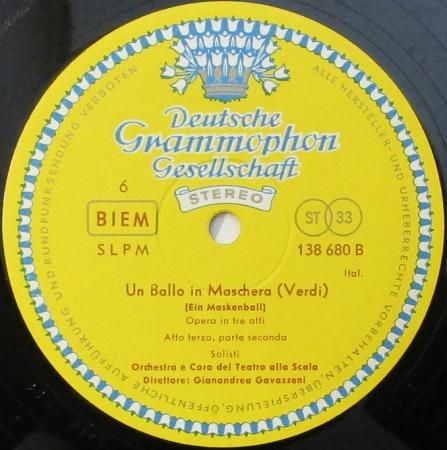 Deutsche
Grammophon
Gesellschaft
STEREO
6
BIEM
SLPM
ST 33
138 680 B
Ital.
Un Ballo in Maschera (Verdi)
(Ein Maskenball)
Opera in tre atti
Atto terzo, parte seconda
Solisti
Orchestra e Coro del Teatro alla Scala
Direttore: Gianandrea Gavazzeni
ALLE HERSTELLER- UND URHEBERRECHTE VORBEHALTEN, ÜBERSPIELUNG, ÖFFENTLICHE AUFFÜHRUNG UND RUNDFUNKSENDUNG VERBOTEN